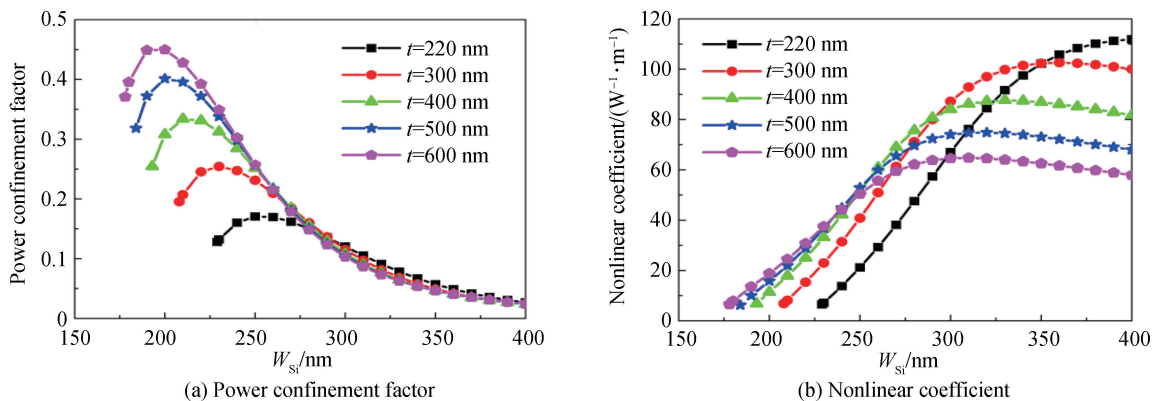 0.5
0.4
0.3
0.2
0.1
0
Power confinement factor
t=220 nm
t=300 nm
t=400 nm
t=500 nm
t=600 nm
150 200 250 300 350 400
W_Si/nm
(a) Power confinement factor
120
100
80
60
40
20
0
Nonlinear coefficient/(W⁻¹·m⁻¹)
t=220 nm
t=300 nm
t=400 nm
t=500 nm
t=600 nm
150 200 250 300 350 400
W_Si/nm
(b) Nonlinear coefficient